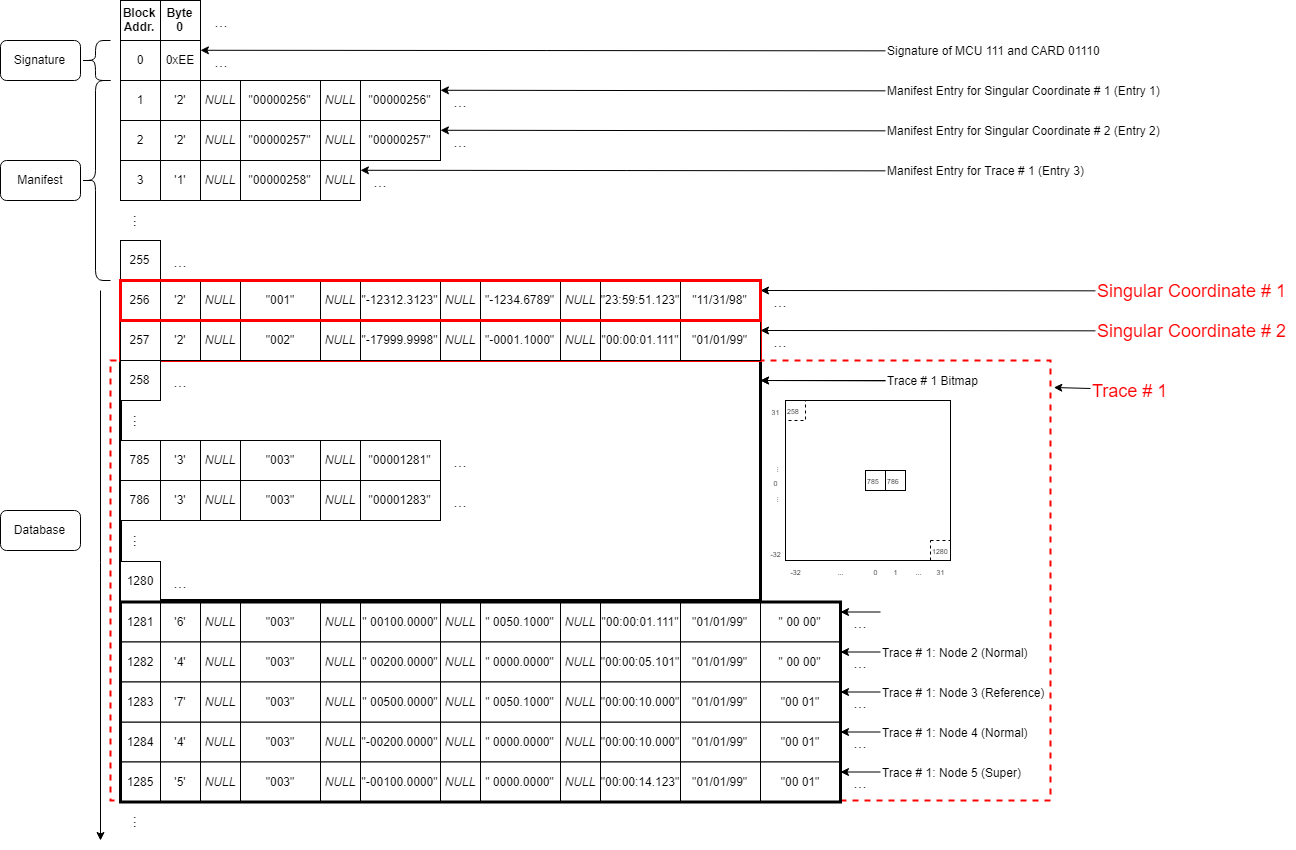 Block Addr. Byte 0 ...
Signature
0 0xEE ... Signature of MCU 111 and CARD 01110
1 '2' NULL "00000256" NULL "00000256" ... Manifest Entry for Singular Coordinate # 1 (Entry 1)
2 '2' NULL "00000257" NULL "00000257" ... Manifest Entry for Singular Coordinate # 2 (Entry 2)
Manifest
3 '1' NULL "00000258" NULL ... Manifest Entry for Trace # 1 (Entry 3)
⋮
255 ...
256 '2' NULL "001" NULL "-12312.3123" NULL "-1234.6789" NULL "23:59:51.123" "11/31/98" ... Singular Coordinate # 1
257 '2' NULL "002" NULL "-17999.9998" NULL "-0001.1000" NULL "00:00:01.111" "01/01/99" ... Singular Coordinate # 2
258 ... Trace # 1 Bitmap
Trace # 1
⋮
31 258
785 '3' NULL "003" NULL "00001281" ...
⋮
0 785 786
⋮
786 '3' NULL "003" NULL "00001283" ...
Database
⋮
-32 1280
-32 ... 0 1 ... 31
1280 ...
1281 '6' NULL "003" NULL " 00100.0000" NULL " 0050.1000" NULL "00:00:01.111" "01/01/99" " 00 00" ...
1282 '4' NULL "003" NULL " 00200.0000" NULL " 0000.0000" NULL "00:00:05.101" "01/01/99" " 00 00" ... Trace # 1: Node 2 (Normal)
1283 '7' NULL "003" NULL " 00500.0000" NULL " 0050.1000" NULL "00:00:10.000" "01/01/99" "00 01" ... Trace # 1: Node 3 (Reference)
1284 '4' NULL "003" NULL "-00200.0000" NULL " 0000.0000" NULL "00:00:10.000" "01/01/99" "00 01" ... Trace # 1: Node 4 (Normal)
1285 '5' NULL "003" NULL "-00100.0000" NULL " 0000.0000" NULL "00:00:14.123" "01/01/99" "00 01" ... Trace # 1: Node 5 (Super)
⋮